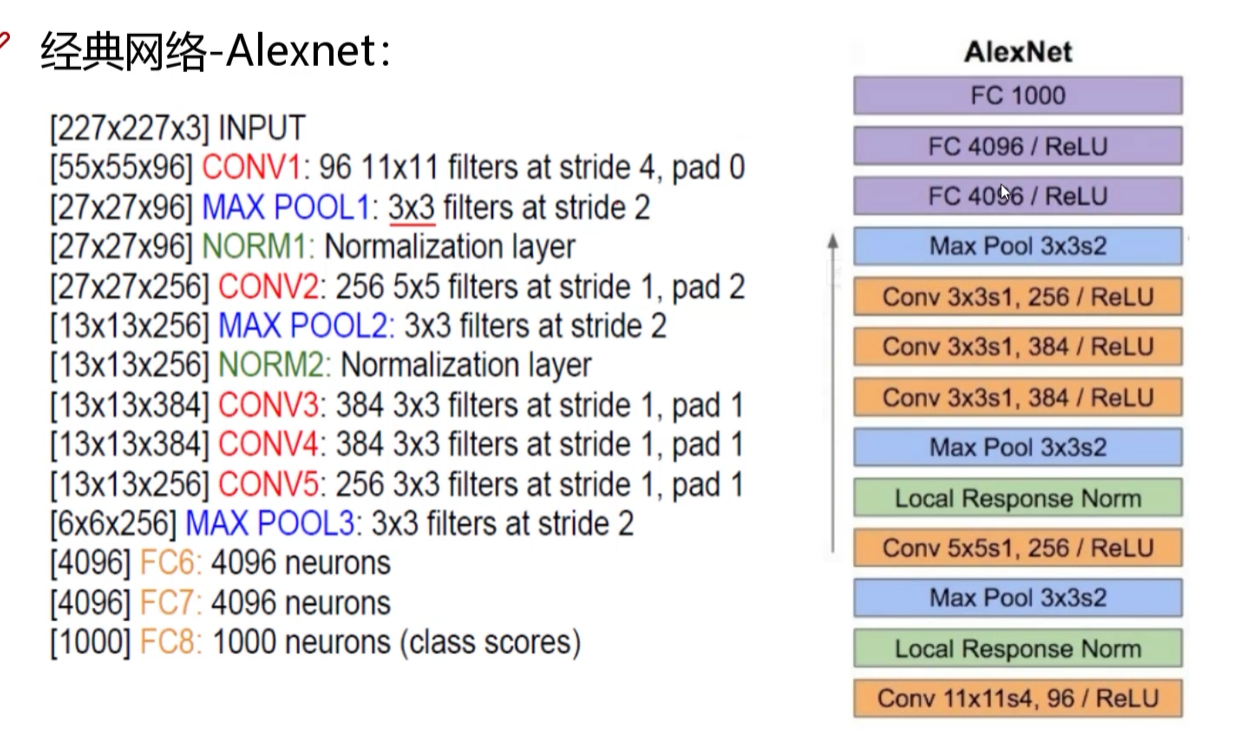 经典网络-Alexnet:
[227x227x3] INPUT
[55x55x96] CONV1: 96 11x11 filters at stride 4, pad 0
[27x27x96] MAX POOL1: 3x3 filters at stride 2
[27x27x96] NORM1: Normalization layer
[27x27x256] CONV2: 256 5x5 filters at stride 1, pad 2
[13x13x256] MAX POOL2: 3x3 filters at stride 2
[13x13x256] NORM2: Normalization layer
[13x13x384] CONV3: 384 3x3 filters at stride 1, pad 1
[13x13x384] CONV4: 384 3x3 filters at stride 1, pad 1
[13x13x256] CONV5: 256 3x3 filters at stride 1, pad 1
[6x6x256] MAX POOL3: 3x3 filters at stride 2
[4096] FC6: 4096 neurons
[4096] FC7: 4096 neurons
[1000] FC8: 1000 neurons (class scores)
AlexNet
FC 1000
FC 4096 / ReLU
FC 4096 / ReLU
Max Pool 3x3s2
Conv 3x3s1, 256 / ReLU
Conv 3x3s1, 384 / ReLU
Conv 3x3s1, 384 / ReLU
Max Pool 3x3s2
Local Response Norm
Conv 5x5s1, 256 / ReLU
Max Pool 3x3s2
Local Response Norm
Conv 11x11s4, 96 / ReLU